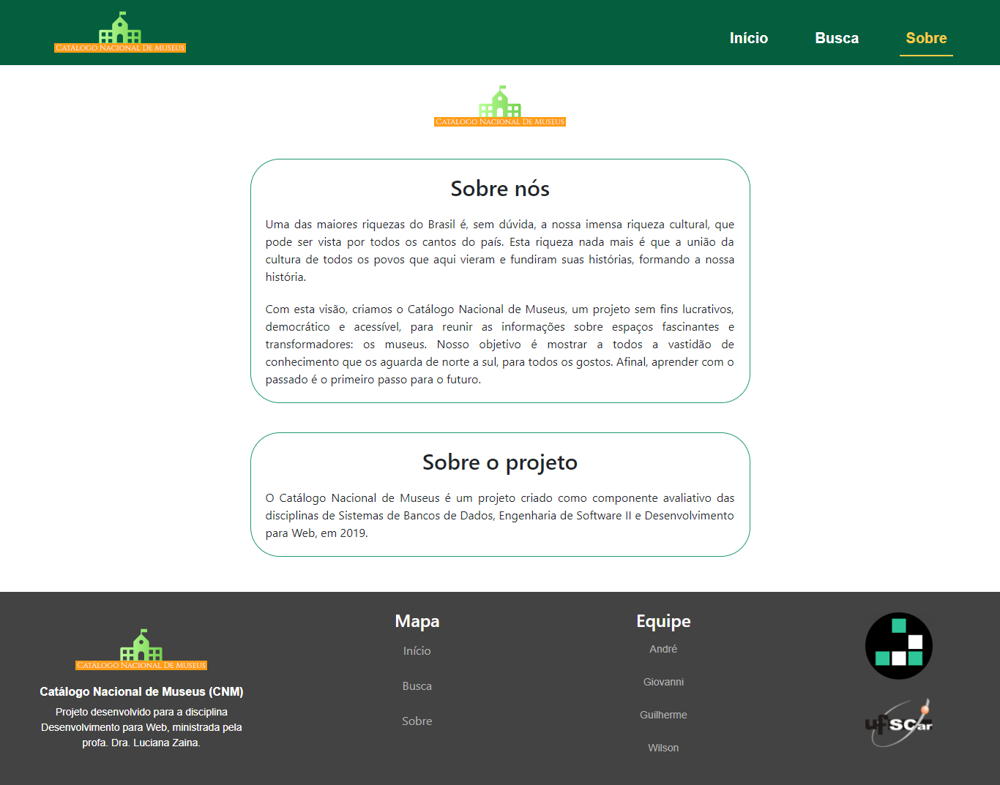 Catálogo Nacional De Museus
Início
Busca
Sobre
Catálogo Nacional De Museus
Sobre nós
Uma das maiores riquezas do Brasil é, sem dúvida, a nossa imensa riqueza cultural, que
pode ser vista por todos os cantos do país. Esta riqueza nada mais é que a união da
cultura de todos os povos que aqui vieram e fundiram suas histórias, formando a nossa
história.
Com esta visão, criamos o Catálogo Nacional de Museus, um projeto sem fins lucrativos,
democrático e acessível, para reunir as informações sobre espaços fascinantes e
transformadores: os museus. Nosso objetivo é mostrar a todos a vastidão de
conhecimento que os aguarda de norte a sul, para todos os gostos. Afinal, aprender com o
passado é o primeiro passo para o futuro.
Sobre o projeto
O Catálogo Nacional de Museus é um projeto criado como componente avaliativo das
disciplinas de Sistemas de Bancos de Dados, Engenharia de Software II e Desenvolvimento
para Web, em 2019.
Catálogo Nacional De Museus
Catálogo Nacional de Museus (CNM)
Projeto desenvolvido para a disciplina
Desenvolvimento para Web, ministrada pela
profa. Dra. Luciana Zaina.
Mapa
Início
Busca
Sobre
Equipe
André
Giovanni
Guilherme
Wilson
ufscar